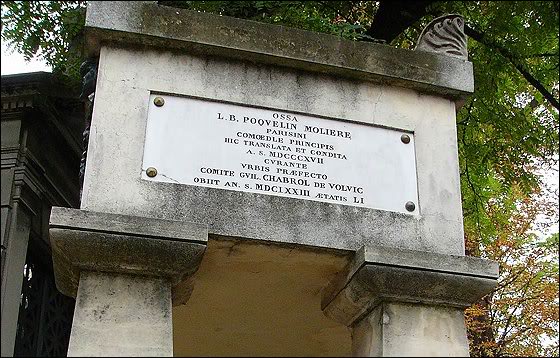 OSSA
L. B. POQVELIN MOLIERE
PARISINI
COMOEDLÆ PRINCIPIS
HIC TRANSLATA ET CONDITA
A. S. MDCCCXVII
CVRANTE
VRBIS PRÆFECTO
COMITE GVIL. CHABROL DE VOLVIC
OBIIT AN. S. MDCLXXIII ÆTATIS LI